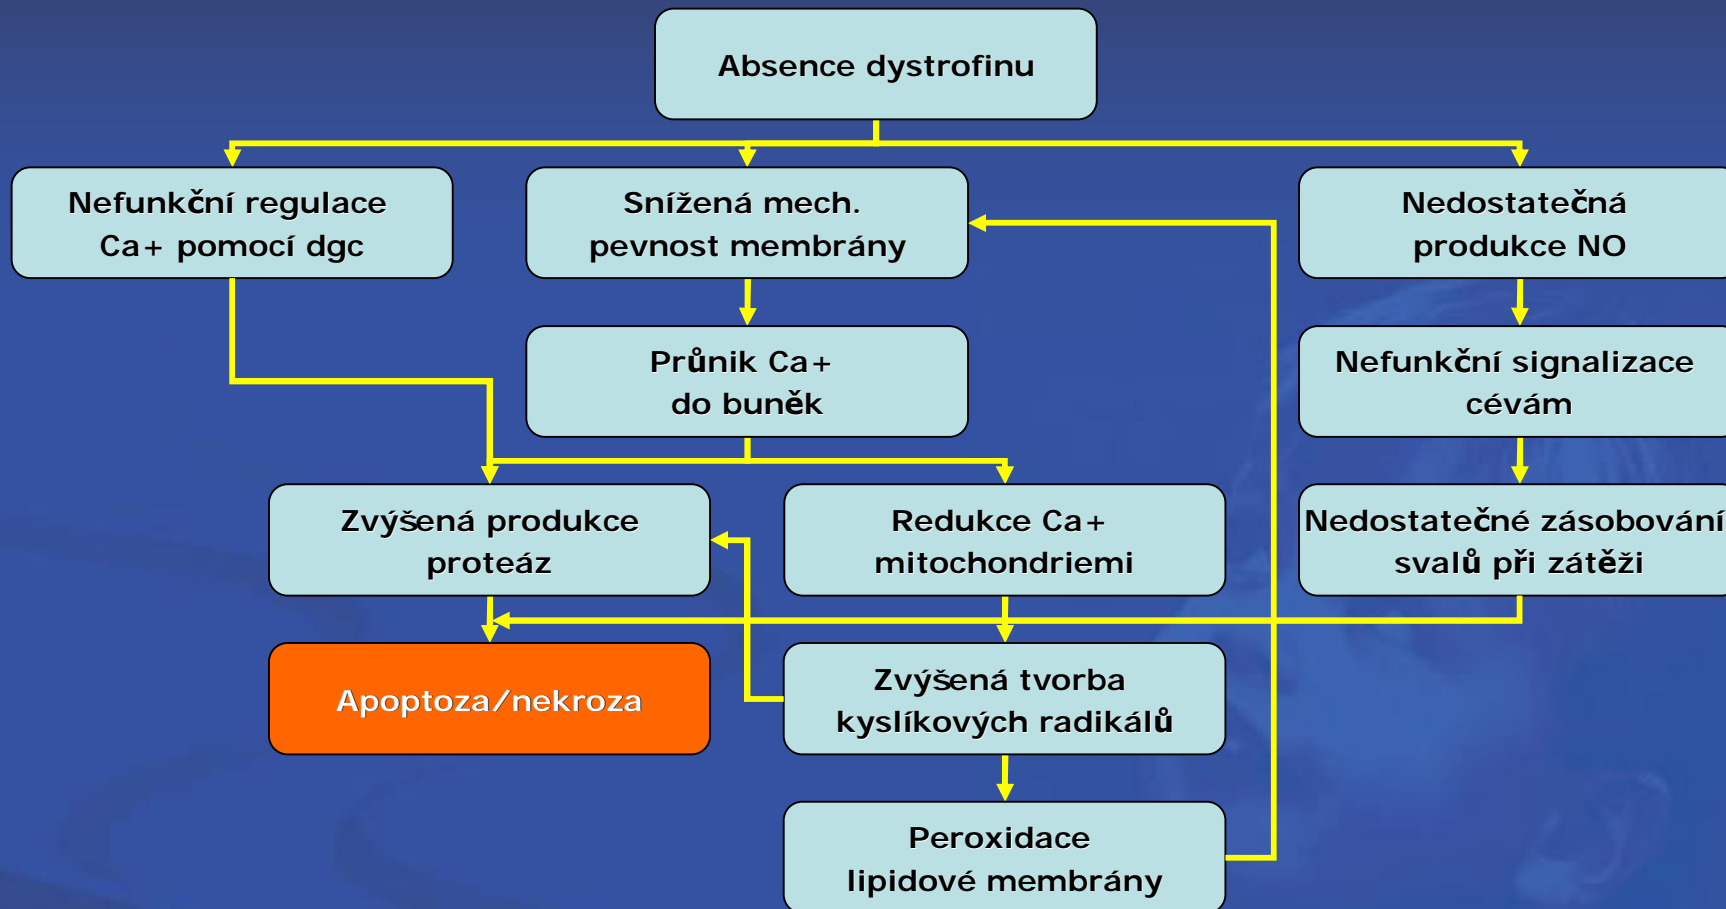 Absence dystrofinu
Nefunkční regulace
Ca+ pomocí dgc
Snížená mech.
pevnost membrány
Nedostatečná
produkce NO
Průnik Ca+
do buněk
Nefunkční signalizace
cévám
Zvýšená produkce
proteáz
Redukce Ca+
mitochondriemi
Nedostatečné zásobování
svalů při zátěži
Apoptoza/nekroza
Zvýšená tvorba
kyslíkových radikálů
Peroxidace
lipidové membrány